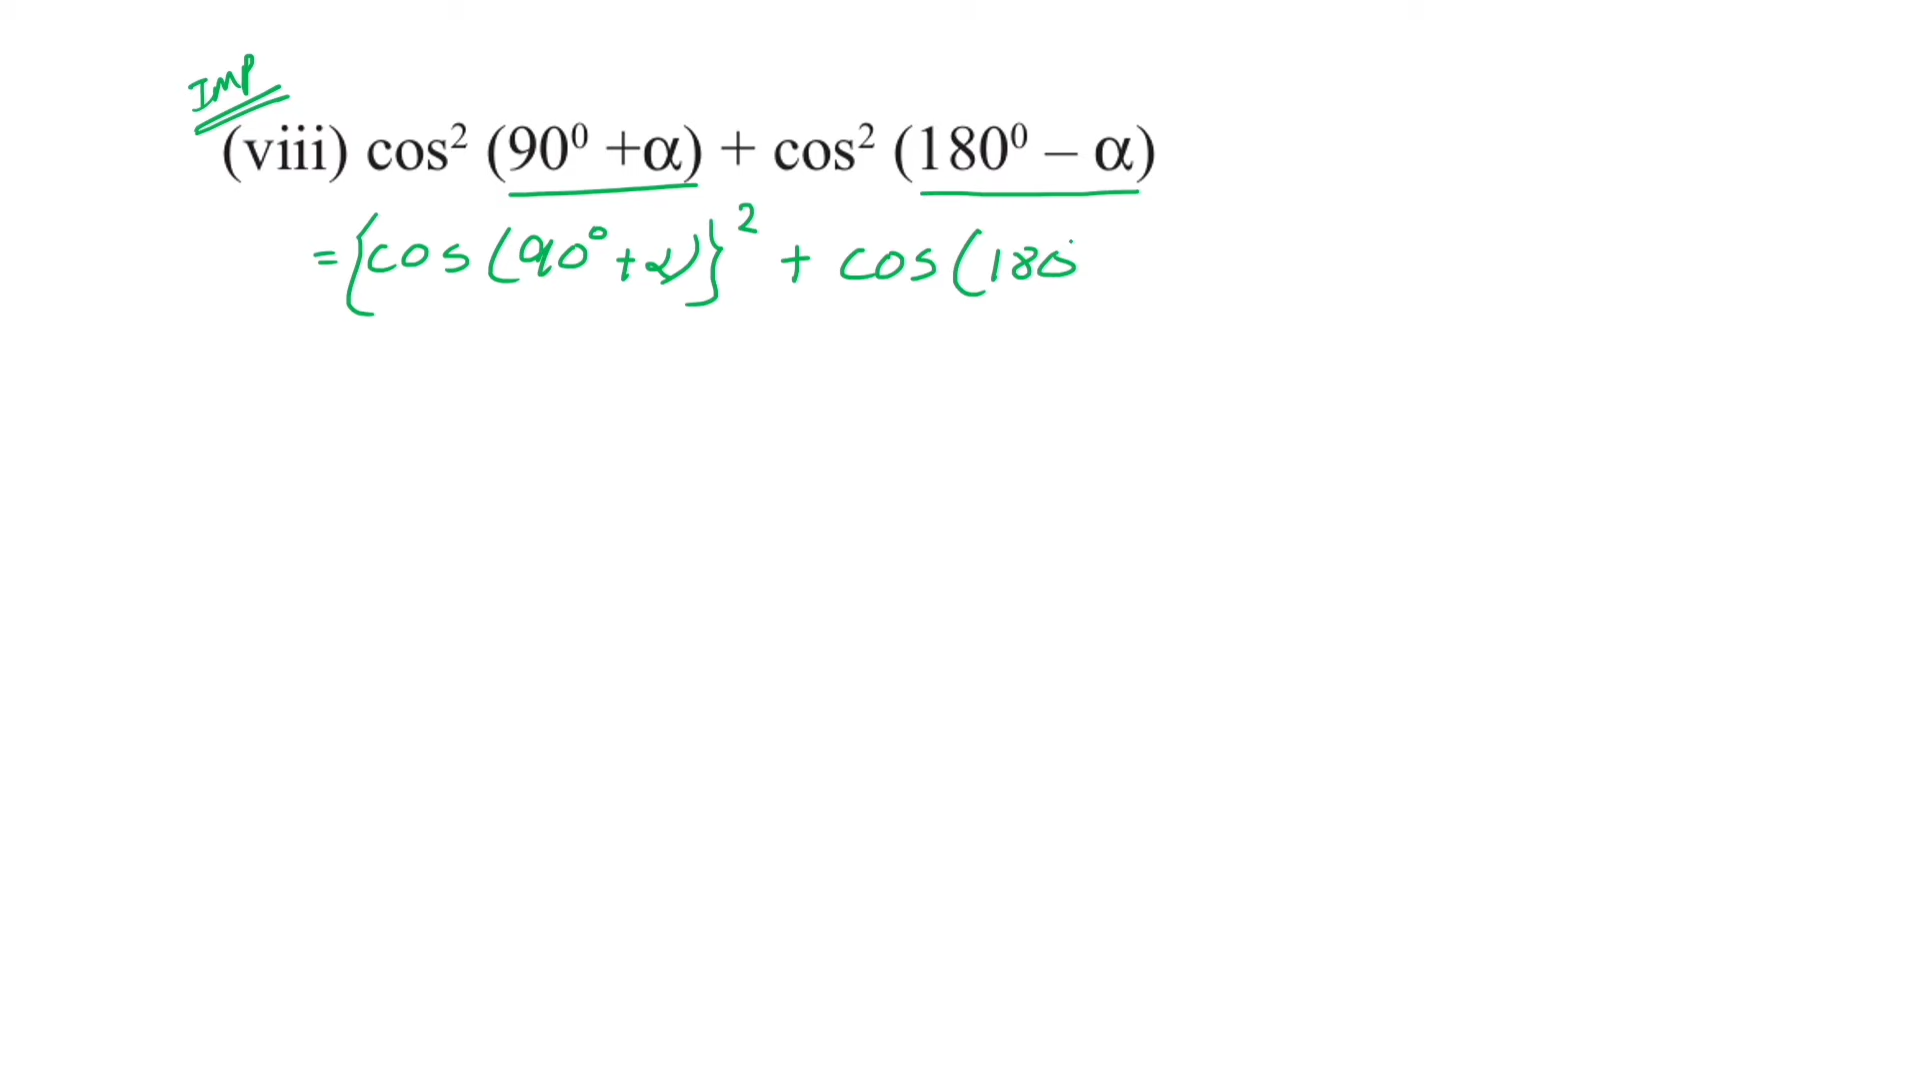 IMP
(viii) cos² (90⁰ +α) + cos² (180⁰ – α)
= {cos (90° + α)}² + cos (180